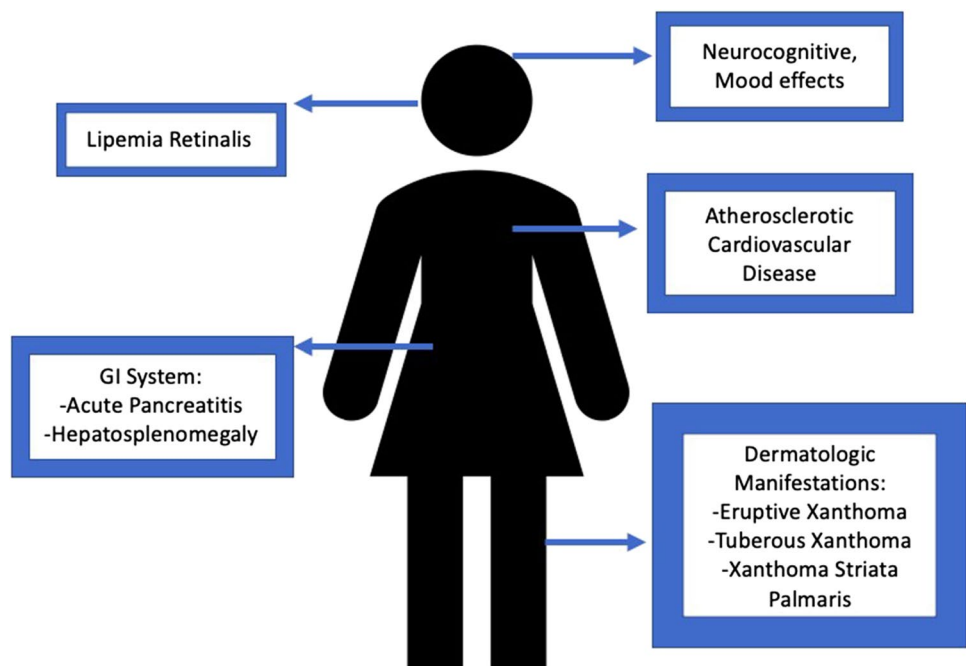 Neurocognitive,
Mood effects
Lipemia Retinalis
Atherosclerotic
Cardiovascular
Disease
GI System:
-Acute Pancreatitis
-Hepatosplenomegaly
Dermatologic
Manifestations:
-Eruptive Xanthoma
-Tuberous Xanthoma
-Xanthoma Striata
Palmaris